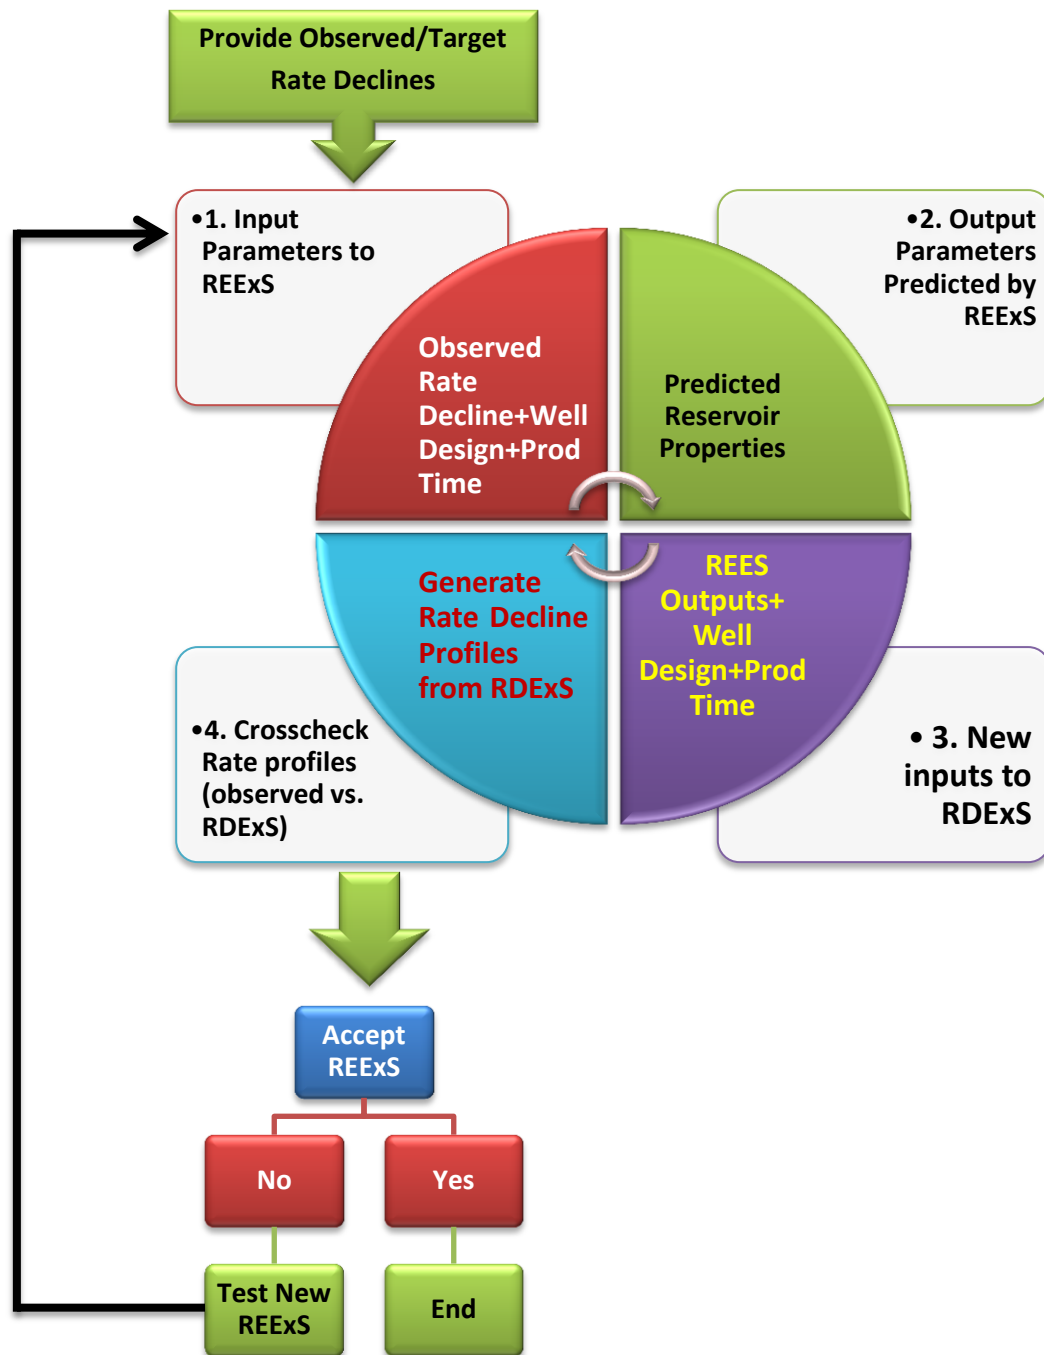 Provide Observed/Target
Rate Declines
•1. Input
Parameters to
REExS
•2. Output
Parameters
Predicted by
REExS
Observed
Rate
Decline+Well
Design+Prod
Time
Predicted
Reservoir
Properties
Generate
Rate Decline
Profiles
from RDExS
REES
Outputs+
Well
Design+Prod
Time
•4. Crosscheck
Rate profiles
(observed vs.
RDExS)
• 3. New
inputs to
RDExS
Accept
REExS
No
Yes
Test New
REExS
End